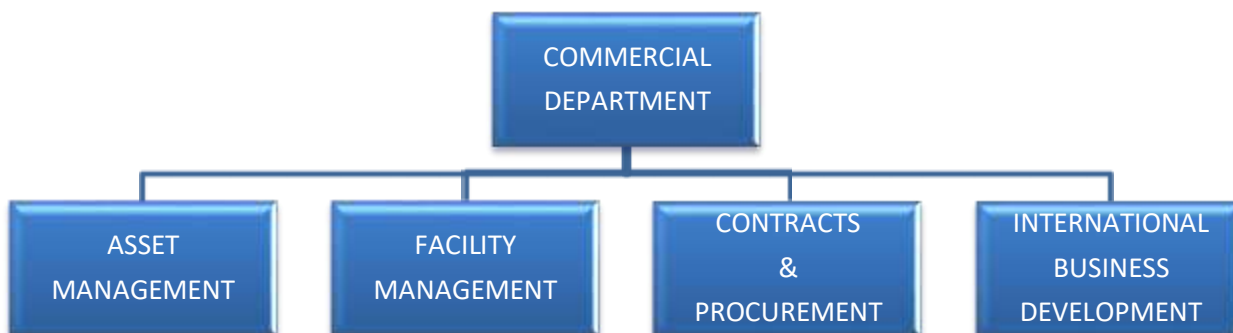 COMMERCIAL
DEPARTMENT
ASSET
MANAGEMENT
FACILITY
MANAGEMENT
CONTRACTS
&
PROCUREMENT
INTERNATIONAL
BUSINESS
DEVELOPMENT